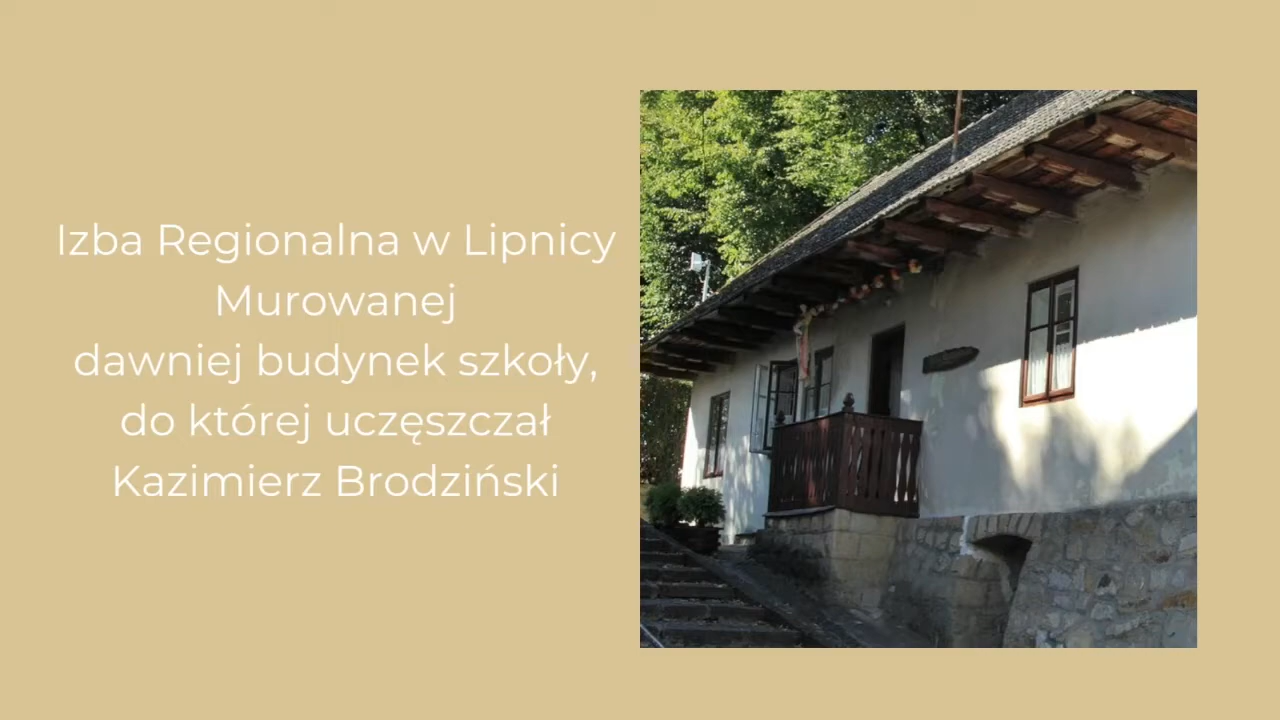 Izba Regionalna w Lipnicy
Murowanej
dawniej budynek szkoły,
do której uczęszczał
Kazimierz Brodziński